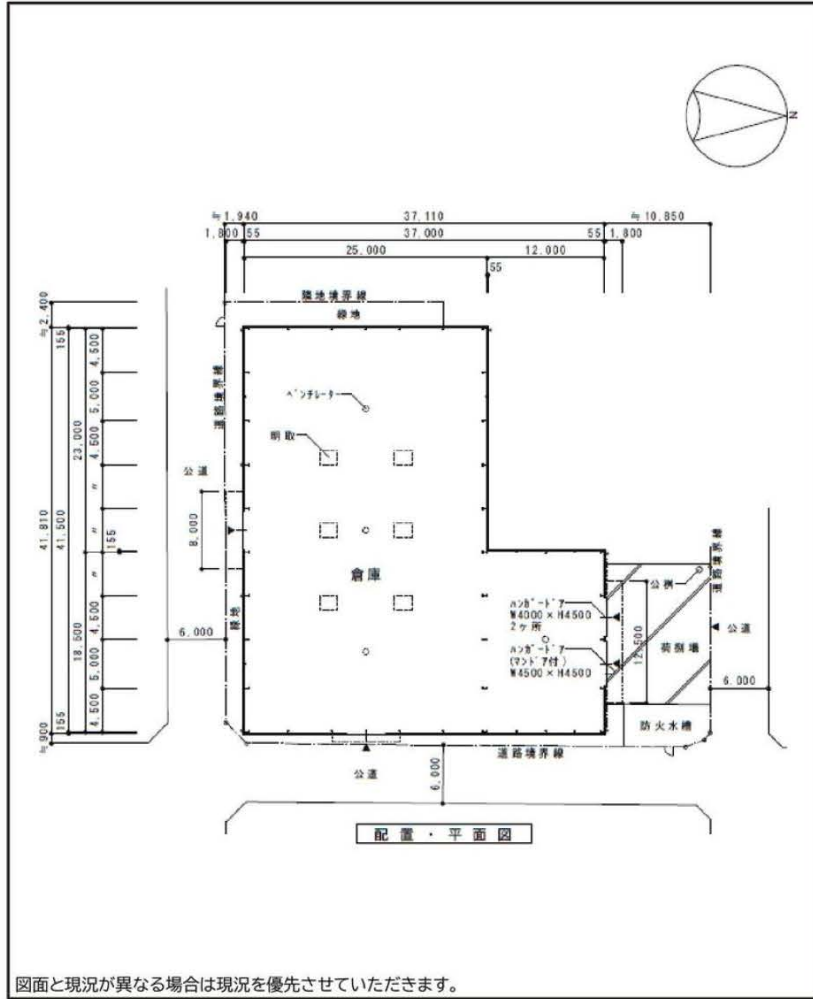 N
≒1,940
37,110
≒10,850
1,800
55
37,000
55
1,800
25,000
12,000
55
隣地境界線
緑地
≒2,400
155
4,500
5,000
23,000
4,500
〃
41,810
41,500
〃
155
〃
18,500
4,500
5,000
4,500
155
≒900
道路境界線
公道
8,000
緑地
6,000
ベンチレーター
明取
倉庫
ハンガードア
W4000×H4500
2ヶ所
ハンガードア
(マンドア付)
W4500×H4500
公桝
道路境界線
荷捌場
公道
6,000
防火水槽
道路境界線
公道
6,000
配置・平面図
図面と現況が異なる場合は現況を優先させていただきます。